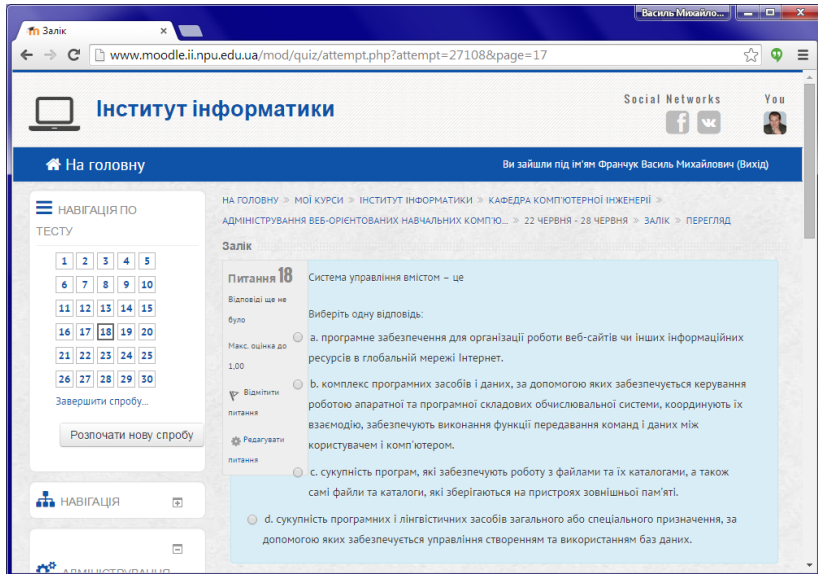 Василь Михайло...
Залік
www.moodle.ii.npu.edu.ua/mod/quiz/attempt.php?attempt=27108&page=17
Інститут інформатики
Social Networks
You
На головну
Ви зайшли під ім'ям Франчук Василь Михайлович (Вихід)
НАВІГАЦІЯ ПО
ТЕСТУ
1 2 3 4 5
6 7 8 9 10
11 12 13 14 15
16 17 18 19 20
21 22 23 24 25
26 27 28 29 30
Завершити спробу...
Розпочати нову спробу
НАВІГАЦІЯ
АДМІНІСТРУВАННЯ
НА ГОЛОВНУ » МОЇ КУРСИ » ІНСТИТУТ ІНФОРМАТИКИ » КАФЕДРА КОМП'ЮТЕРНОЇ ІНЖЕНЕРІЇ »
АДМІНІСТРУВАННЯ ВЕБ-ОРІЄНТОВАНИХ НАВЧАЛЬНИХ КОМП'Ю... » 22 ЧЕРВНЯ - 28 ЧЕРВНЯ » ЗАЛІК » ПЕРЕГЛЯД
Залік
Питання 18
Відповіді ще не
було
Макс. оцінка до
1,00
Відмітити
питання
Редагувати
питання
Система управління вмістом – це
Виберіть одну відповідь:
a. програмне забезпечення для організації роботи веб-сайтів чи інших інформаційних
ресурсів в глобальній мережі Інтернет.
b. комплекс програмних засобів і даних, за допомогою яких забезпечується керування
роботою апаратної та програмної складових обчислювальної системи, координують їх
взаємодію, забезпечують виконання функції передавання команд і даних між
користувачем і комп'ютером.
c. сукупність програм, які забезпечують роботу з файлами та їх каталогами, а також
самі файли та каталоги, які зберігаються на пристроях зовнішньої пам'яті.
d. сукупність програмних і лінгвістичних засобів загального або спеціального призначення, за
допомогою яких забезпечується управління створенням та використанням баз даних.